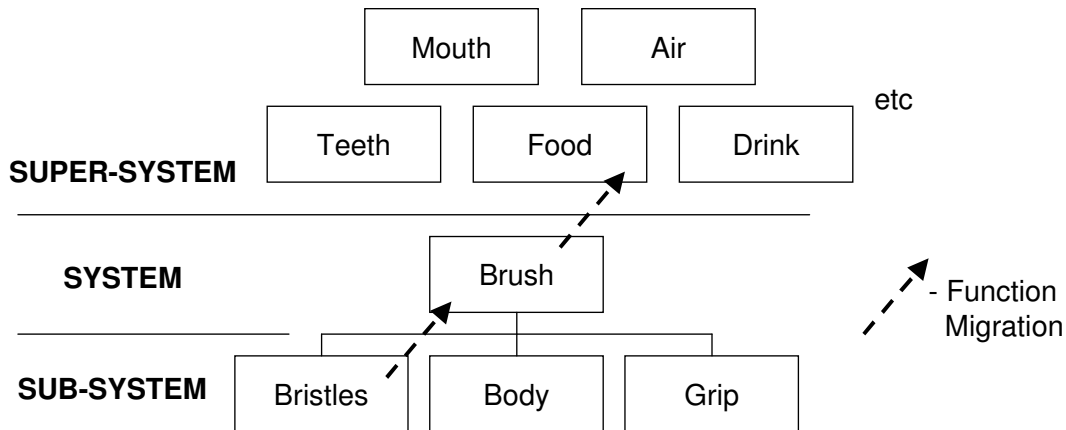 Mouth Air
etc
Teeth Food Drink
SUPER-SYSTEM
SYSTEM Brush
- Function
Migration
SUB-SYSTEM Bristles Body Grip